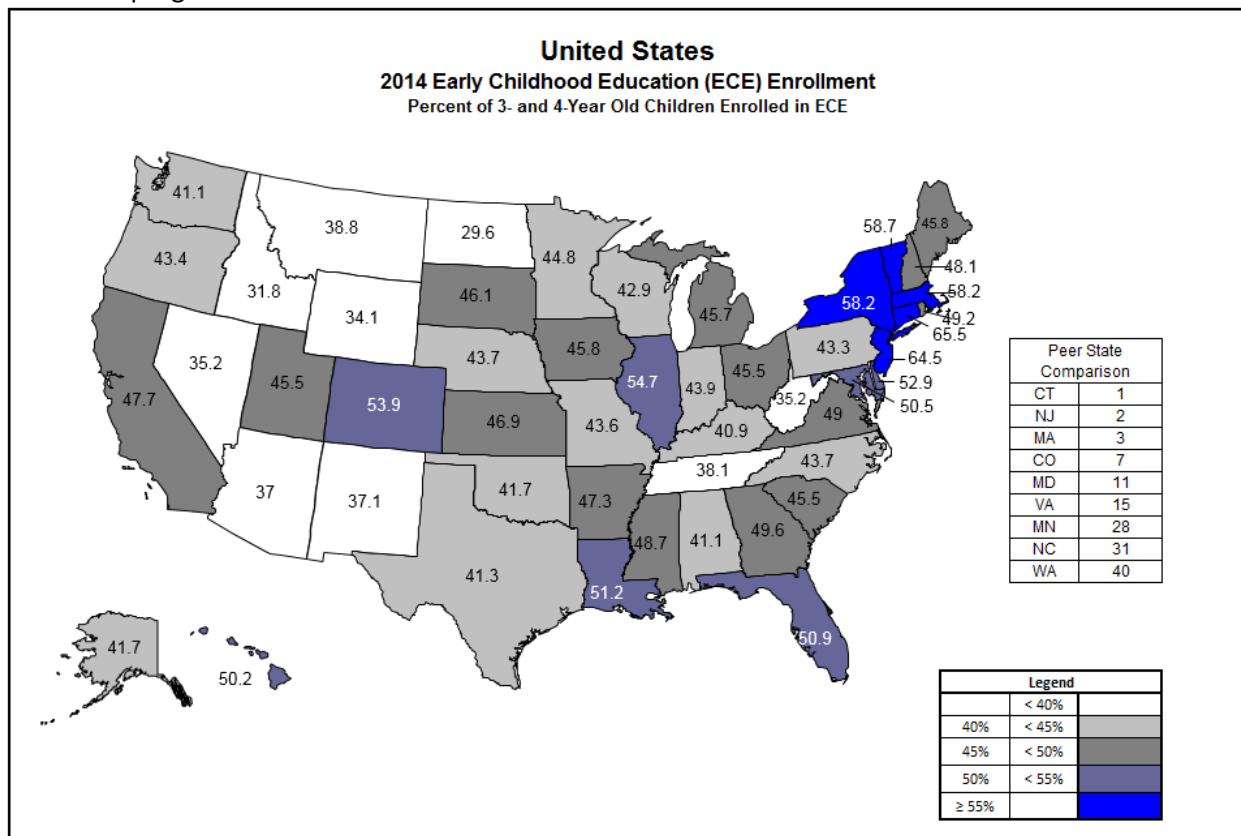 United States
2014 Early Childhood Education (ECE) Enrollment
Percent of 3- and 4-Year Old Children Enrolled in ECE
41.1
43.4
47.7
31.8
35.2
38.8
34.1
45.5
37
53.9
37.1
29.6
46.1
43.7
46.9
41.7
41.3
44.8
45.8
43.6
47.3
51.2
42.9
54.7
45.7
43.9
45.5
40.9
38.1
48.7
41.1
49.6
50.9
45.5
43.7
49
35.2
43.3
58.2
58.7
45.8
48.1
58.2
49.2
65.5
64.5
52.9
50.5
41.7
50.2
Peer State
Comparison
CT 1
NJ 2
MA 3
CO 7
MD 11
VA 15
MN 28
NC 31
WA 40
Legend
< 40%
40% < 45%
45% < 50%
50% < 55%
≥ 55%